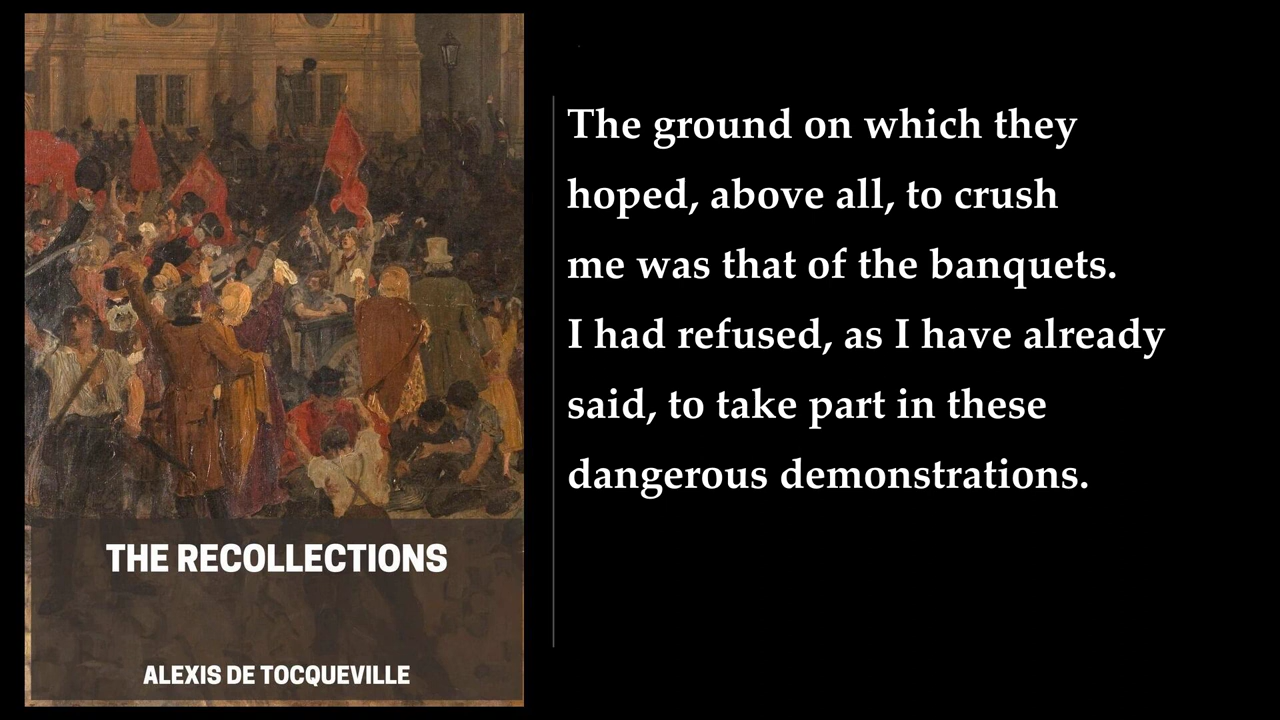 The ground on which they
hoped, above all, to crush
me was that of the banquets.
I had refused, as I have already
said, to take part in these
dangerous demonstrations.
THE RECOLLECTIONS
ALEXIS DE TOCQUEVILLE